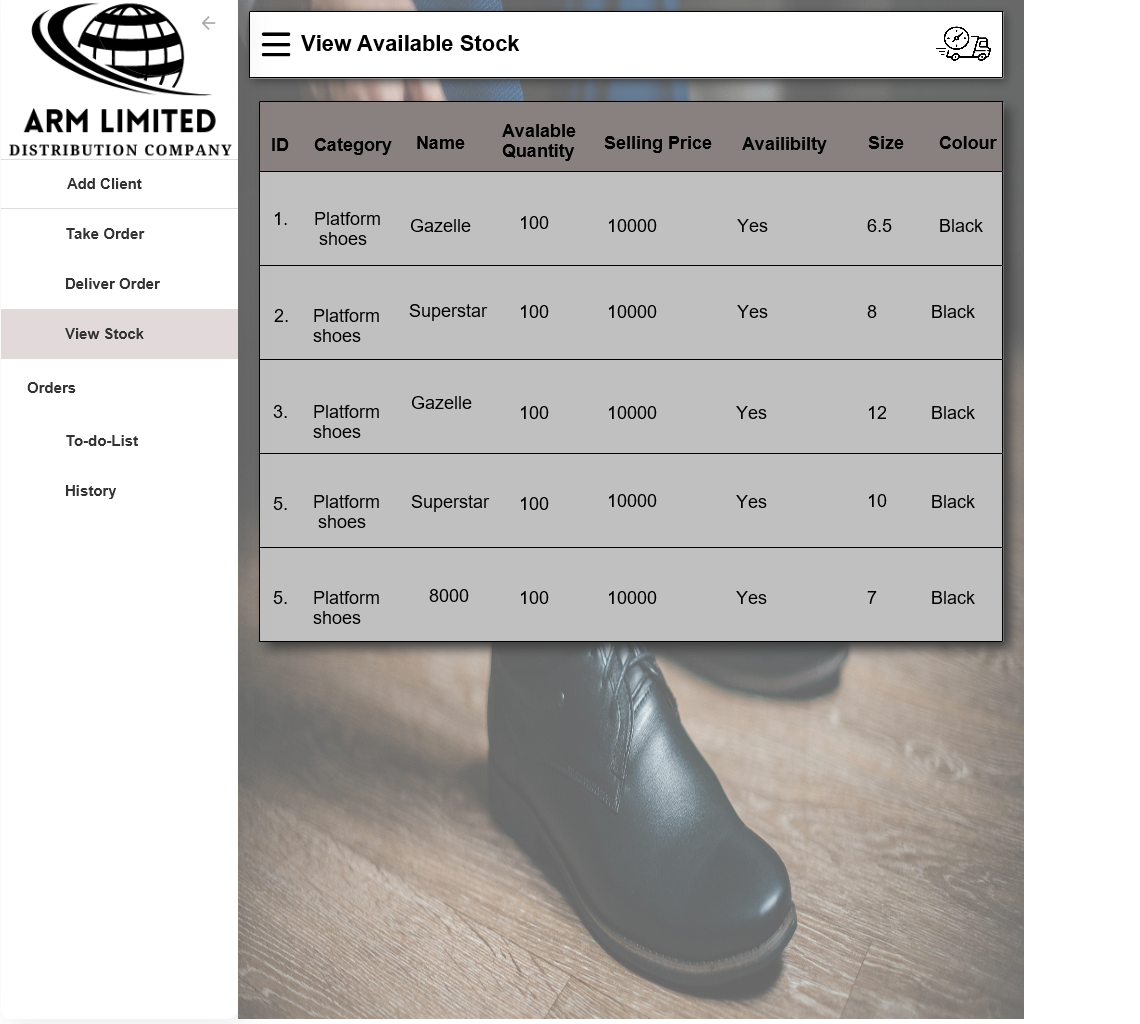 ARM LIMITED
DISTRIBUTION COMPANY
Add Client
Take Order
Deliver Order
View Stock
Orders
To-do-List
History
View Available Stock
ID Category Name Avalable Quantity Selling Price Availibilty Size Colour
1. Platform shoes Gazelle 100 10000 Yes 6.5 Black
2. Platform shoes Superstar 100 10000 Yes 8 Black
3. Platform shoes Gazelle 100 10000 Yes 12 Black
5. Platform shoes Superstar 100 10000 Yes 10 Black
5. Platform shoes 8000 100 10000 Yes 7 Black